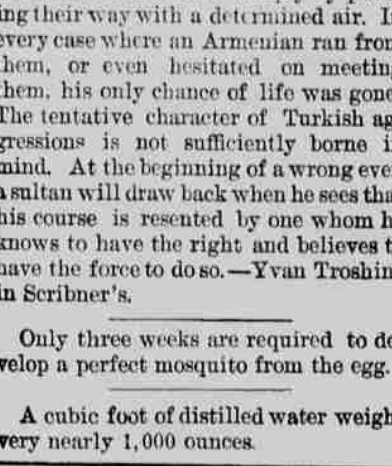 ing their way with a determined air. I
every case where an Armenian ran from
them, or even hesitated on meeting
them, his only chance of life was gone
The tentative character of Turkish ag
gressions is not sufficiently borne i
mind. At the beginning of a wrong eve
a sultan will draw back when he sees tha
his course is resented by one whom h
knows to have the right and believes t
have the force to do so.—Yvan Troshin
in Scribner's.
Only three weeks are required to de
velop a perfect mosquito from the egg.
A cubic foot of distilled water weigh
very nearly 1,000 ounces.